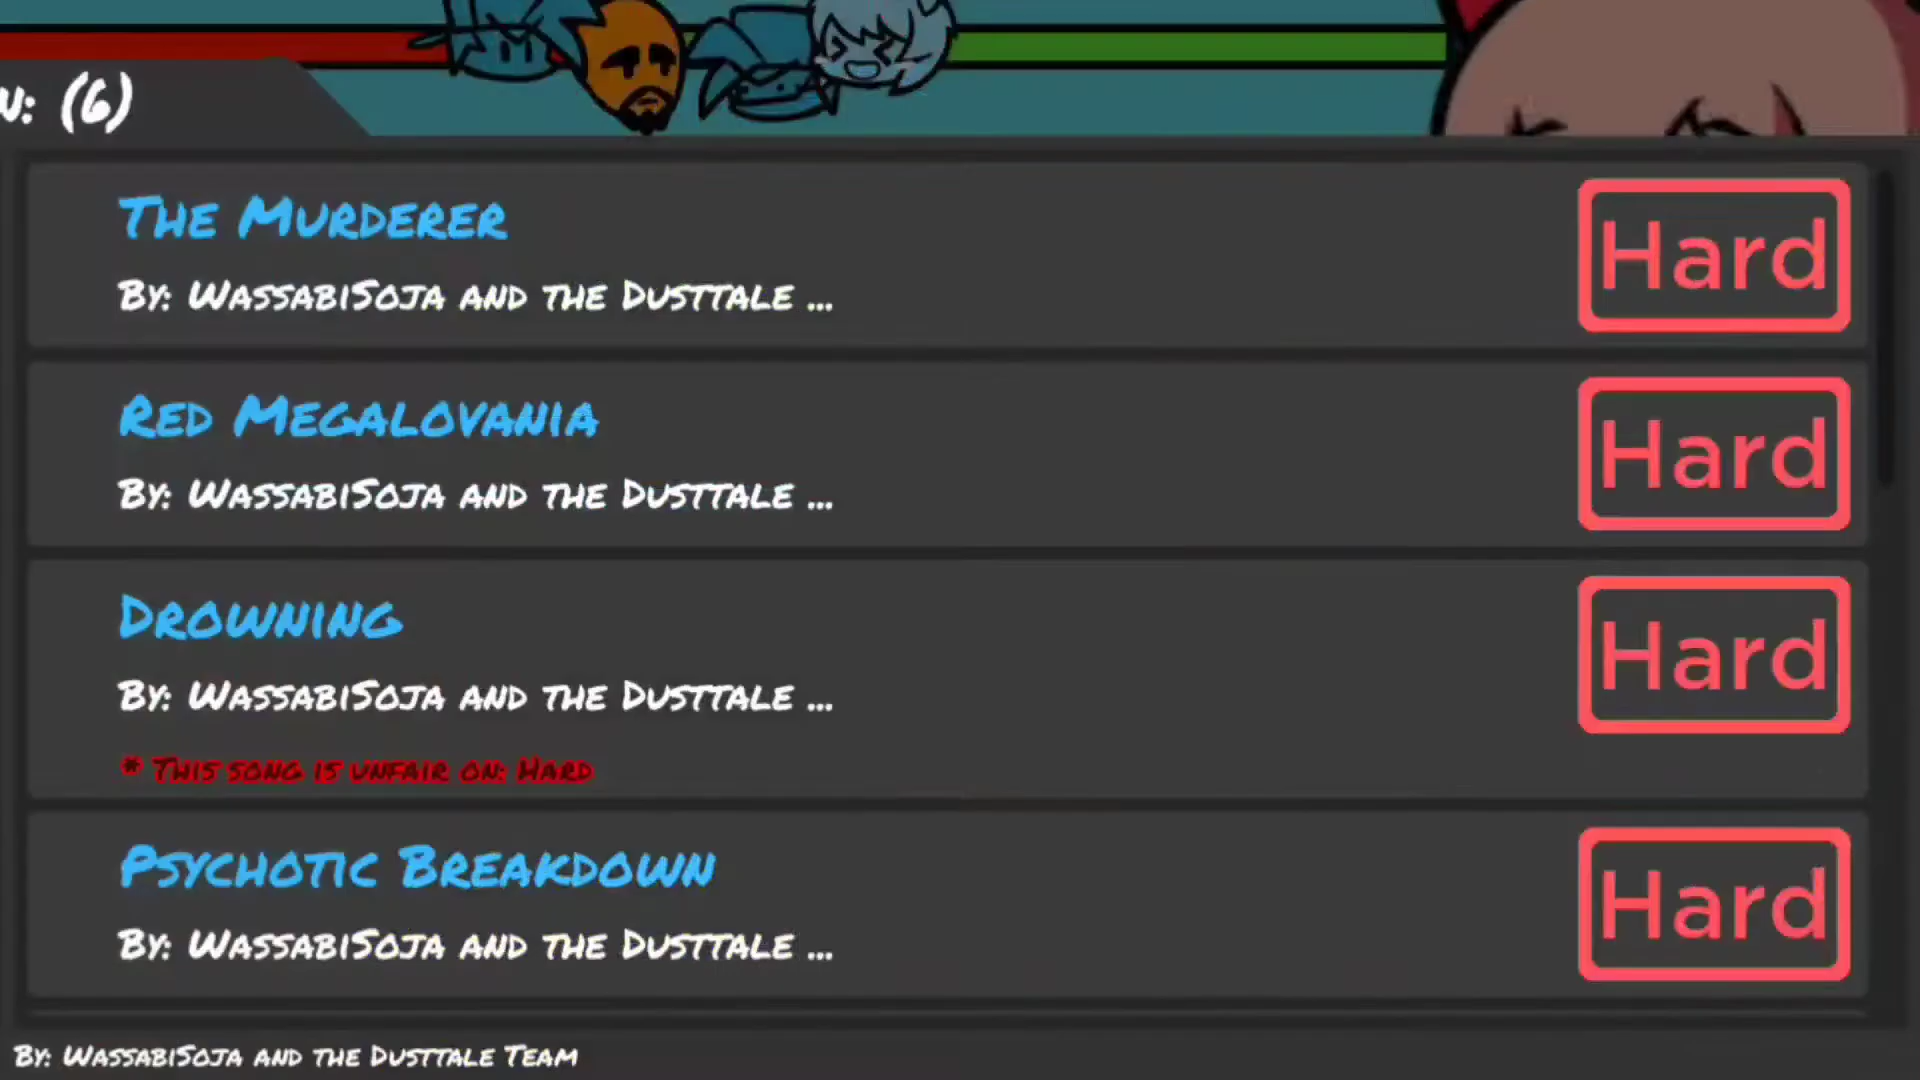 (6)
The Murderer
By: WassabiSoja and the Dusttale ...
Hard
Red Megalovania
By: WassabiSoja and the Dusttale ...
Hard
Drowning
By: WassabiSoja and the Dusttale ...
Hard
* This song is unfair on: Hard
Psychotic Breakdown
By: WassabiSoja and the Dusttale ...
Hard
By: WassabiSoja and the Dusttale Team